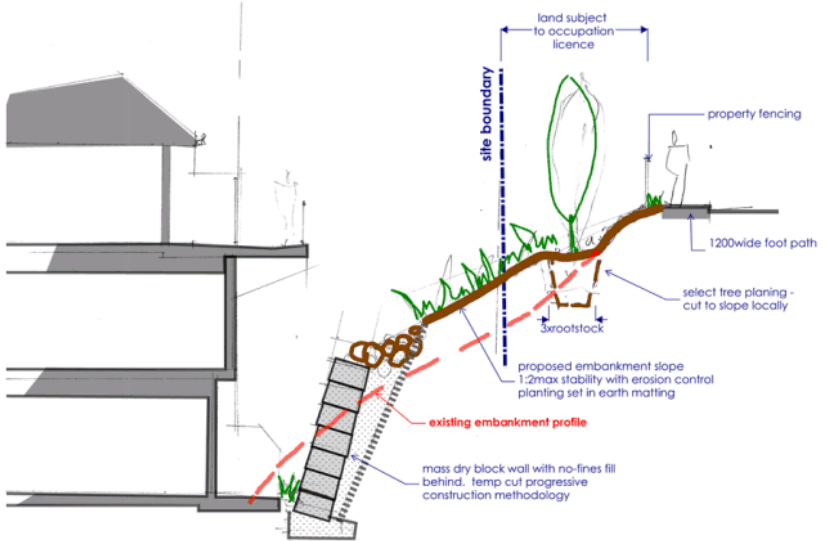 land subject
to occupation
licence
site boundary
property fencing
1200wide foot path
select tree planing -
cut to slope locally
3xrootstock
proposed embankment slope
1:2max stability with erosion control
planting set in earth matting
existing embankment profile
mass dry block wall with no-fines fill
behind. temp cut progressive
construction methodology